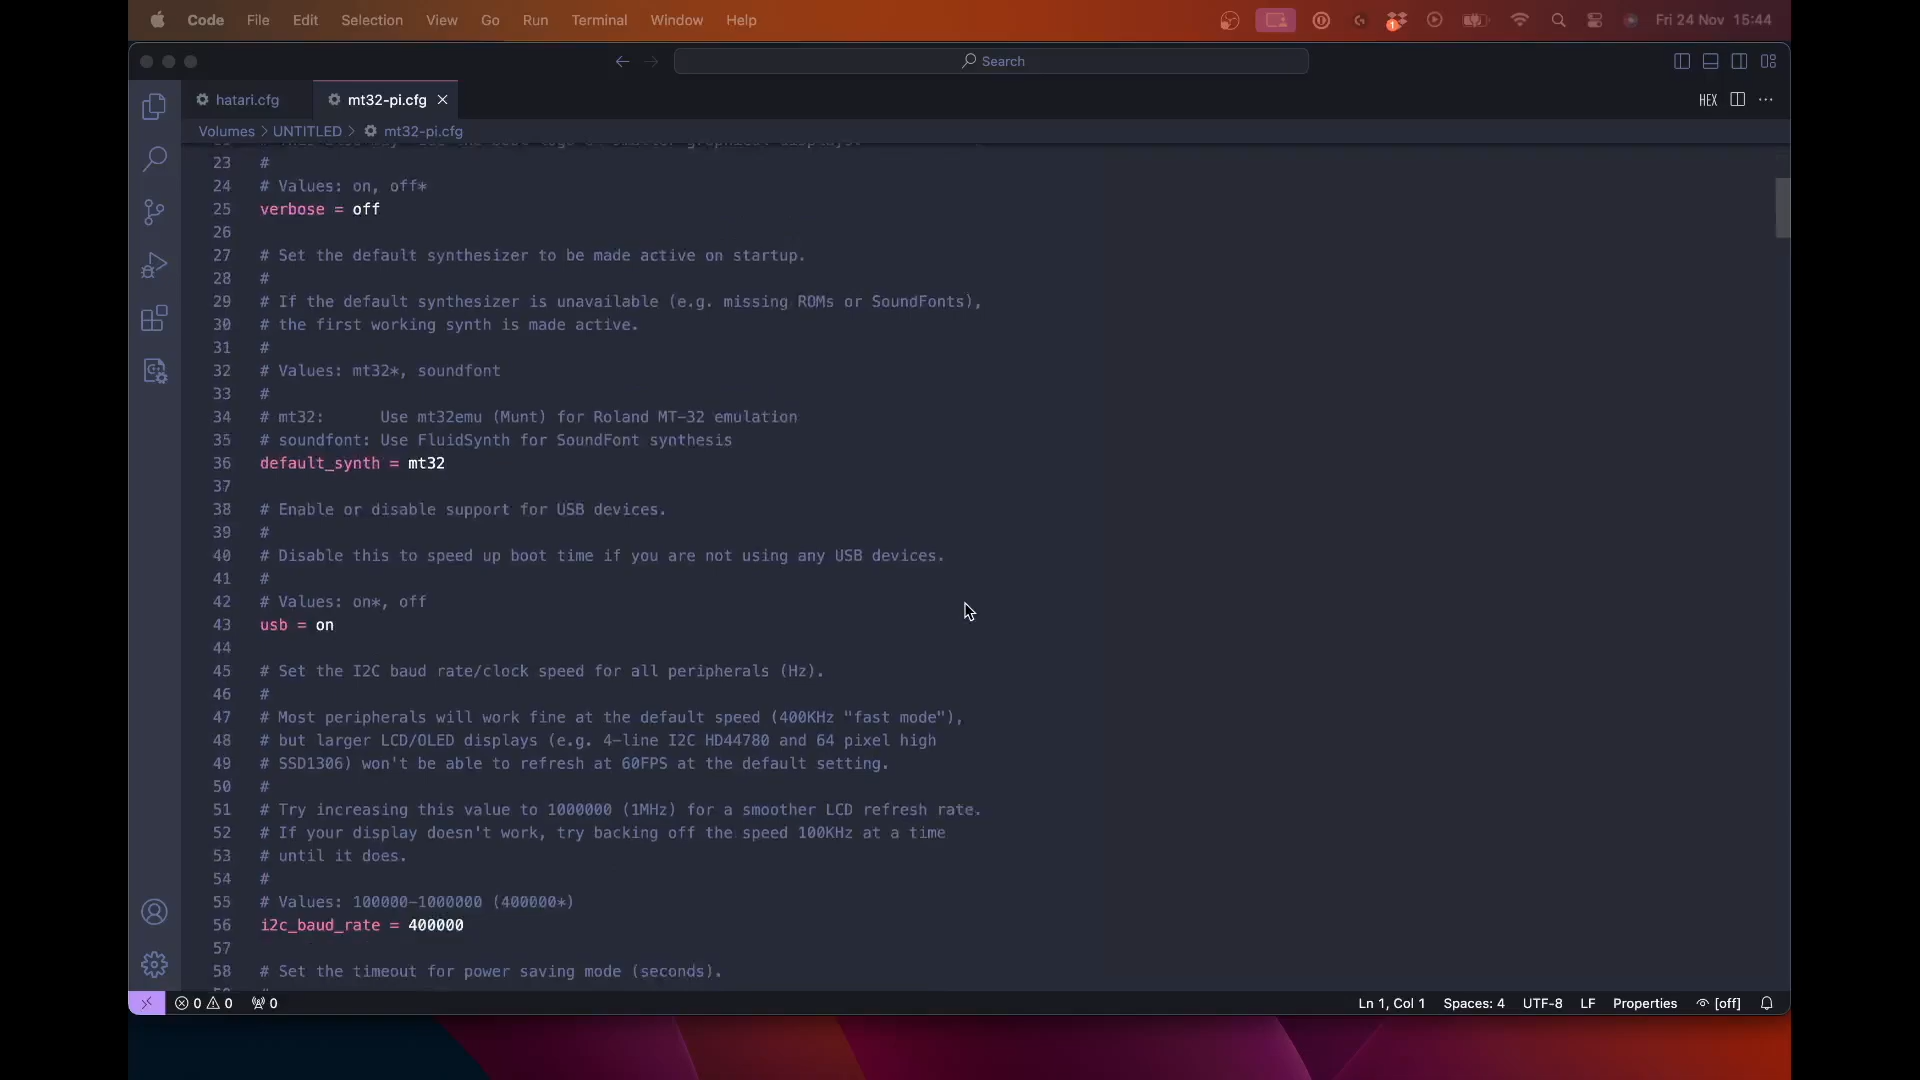 Code File Edit Selection View Go Run Terminal Window Help 1 Fri 24 Nov 15:44
Search
hatari.cfg mt32-pi.cfg HEX
Volumes > UNTITLED > mt32-pi.cfg
23 #
24 # Values: on, off*
25 verbose = off
26
27 # Set the default synthesizer to be made active on startup.
28 #
29 # If the default synthesizer is unavailable (e.g. missing ROMs or SoundFonts),
30 # the first working synth is made active.
31 #
32 # Values: mt32*, soundfont
33 #
34 # mt32:      Use mt32emu (Munt) for Roland MT-32 emulation
35 # soundfont: Use FluidSynth for SoundFont synthesis
36 default_synth = mt32
37
38 # Enable or disable support for USB devices.
39 #
40 # Disable this to speed up boot time if you are not using any USB devices.
41 #
42 # Values: on*, off
43 usb = on
44
45 # Set the I2C baud rate/clock speed for all peripherals (Hz).
46 #
47 # Most peripherals will work fine at the default speed (400KHz "fast mode"),
48 # but larger LCD/OLED displays (e.g. 4-line I2C HD44780 and 64 pixel high
49 # SSD1306) won't be able to refresh at 60FPS at the default setting.
50 #
51 # Try increasing this value to 1000000 (1MHz) for a smoother LCD refresh rate.
52 # If your display doesn't work, try backing off the speed 100KHz at a time
53 # until it does.
54 #
55 # Values: 100000-1000000 (400000*)
56 i2c_baud_rate = 400000
57
58 # Set the timeout for power saving mode (seconds).
0 0 0 Ln 1, Col 1 Spaces: 4 UTF-8 LF Properties [off]